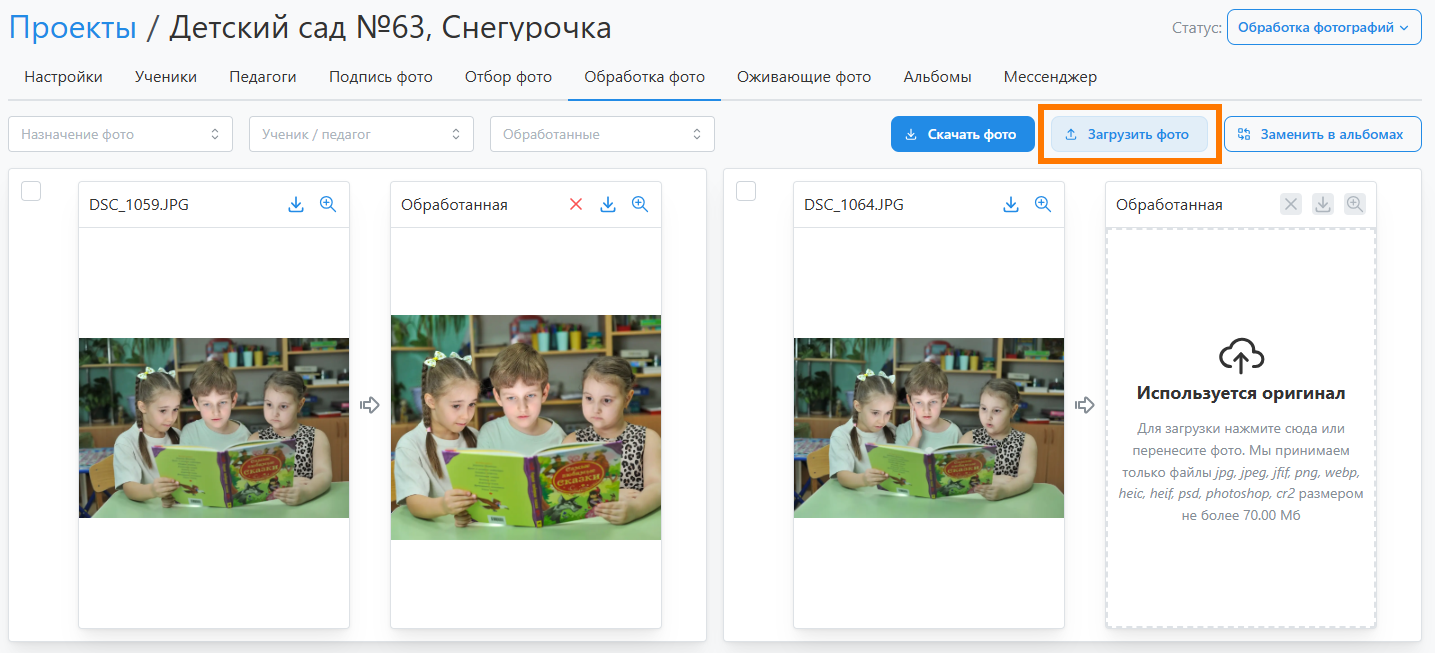 Проекты / Детский сад №63, Снегурочка
Статус: Обработка фотографий
Настройки Ученики Педагоги Подпись фото Отбор фото Обработка фото Оживающие фото Альбомы Мессенджер
Назначение фото Ученик / педагог Обработанные Скачать фото Загрузить фото Заменить в альбомах
DSC_1059.JPG Обработанная DSC_1064.JPG Обработанная
сказки
Используется оригинал
Для загрузки нажмите сюда или
перенесите фото. Мы принимаем
только файлы jpg, jpeg, jfif, png, webp,
heic, heif, psd, photoshop, cr2 размером
не более 70.00 Мб